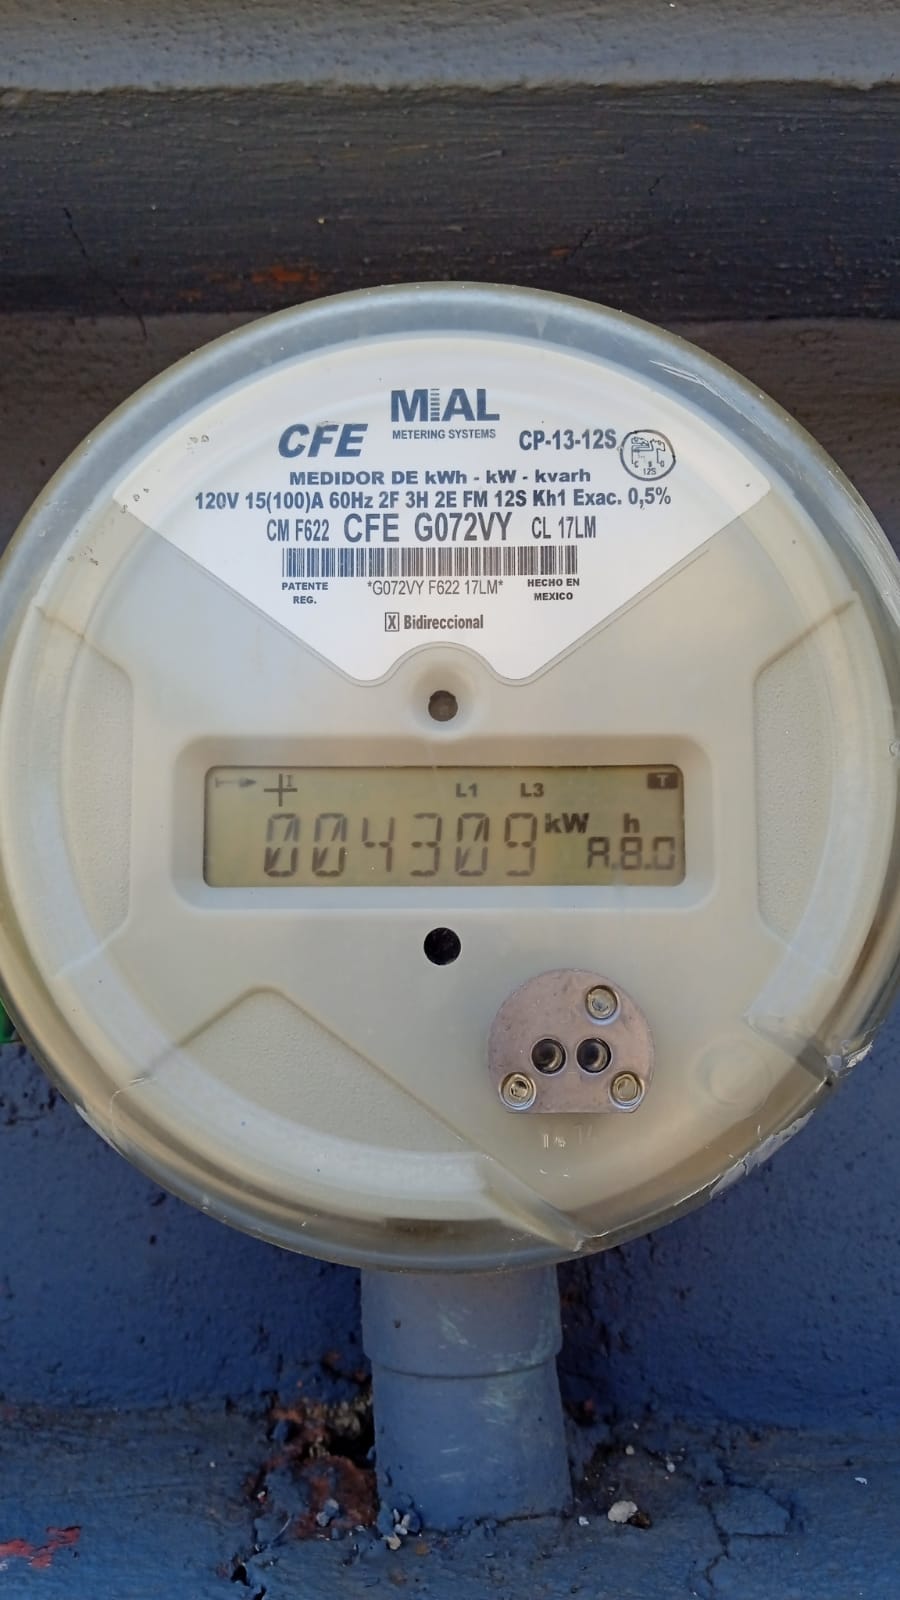 MIAL
METERING SYSTEMS
CFE
CP-13-12S
MEDIDOR DE kWh - kW - kvarh
120V 15(100)A 60Hz 2F 3H 2E FM 12S Kh1 Exac. 0,5%
CM F622 CFE G072VY CL 17LM
PATENTE REG.
*G072VY F622 17LM*
HECHO EN MEXICO
X Bidireccional
L1 L3 T
004309 kW h A.8.0